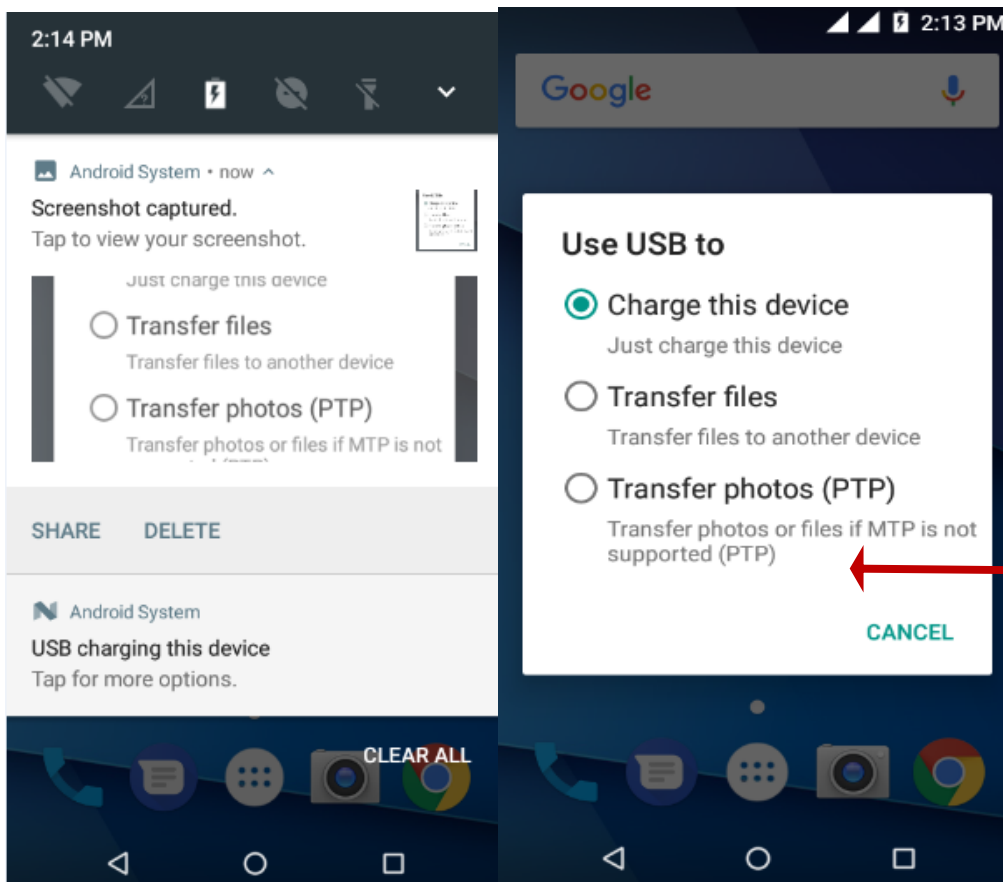 2:14 PM
Android System • now
Screenshot captured.
Tap to view your screenshot.
Just charge this device
Transfer files
Transfer files to another device
Transfer photos (PTP)
Transfer photos or files if MTP is not
SHARE DELETE
Android System
USB charging this device
Tap for more options.
CLEAR ALL
2:13 PM
Google
Use USB to
Charge this device
Just charge this device
Transfer files
Transfer files to another device
Transfer photos (PTP)
Transfer photos or files if MTP is not
supported (PTP)
CANCEL